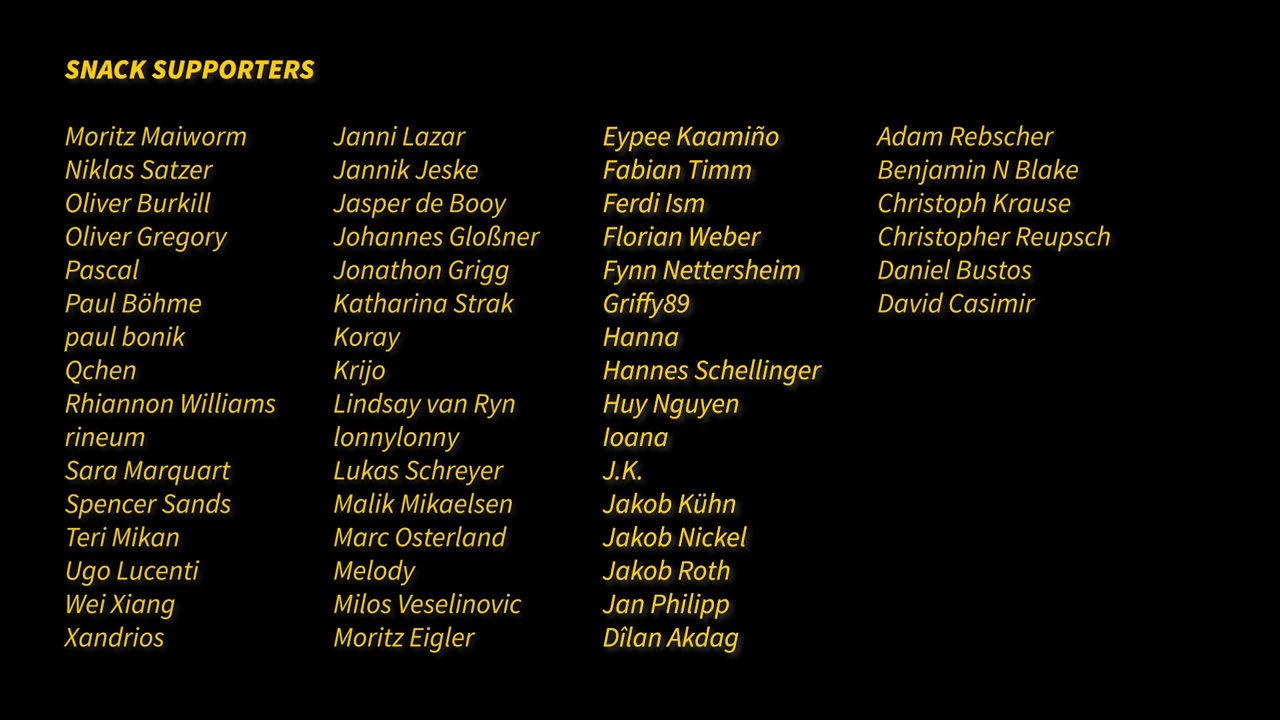 SNACK SUPPORTERS
Moritz Maiworm
Niklas Satzer
Oliver Burkill
Oliver Gregory
Pascal
Paul Böhme
paul bonik
Qchen
Rhiannon Williams
rineum
Sara Marquart
Spencer Sands
Teri Mikan
Ugo Lucenti
Wei Xiang
Xandrios
Janni Lazar
Jannik Jeske
Jasper de Booy
Johannes Gloßner
Jonathon Grigg
Katharina Strak
Koray
Krijo
Lindsay van Ryn
lonnylonny
Lukas Schreyer
Malik Mikaelsen
Marc Osterland
Melody
Milos Veselinovic
Moritz Eigler
Eypee Kaamiño
Fabian Timm
Ferdi Ism
Florian Weber
Fynn Nettersheim
Griffy89
Hanna
Hannes Schellinger
Huy Nguyen
Ioana
J.K.
Jakob Kühn
Jakob Nickel
Jakob Roth
Jan Philipp
Dîlan Akdag
Adam Rebscher
Benjamin N Blake
Christoph Krause
Christopher Reupsch
Daniel Bustos
David Casimir